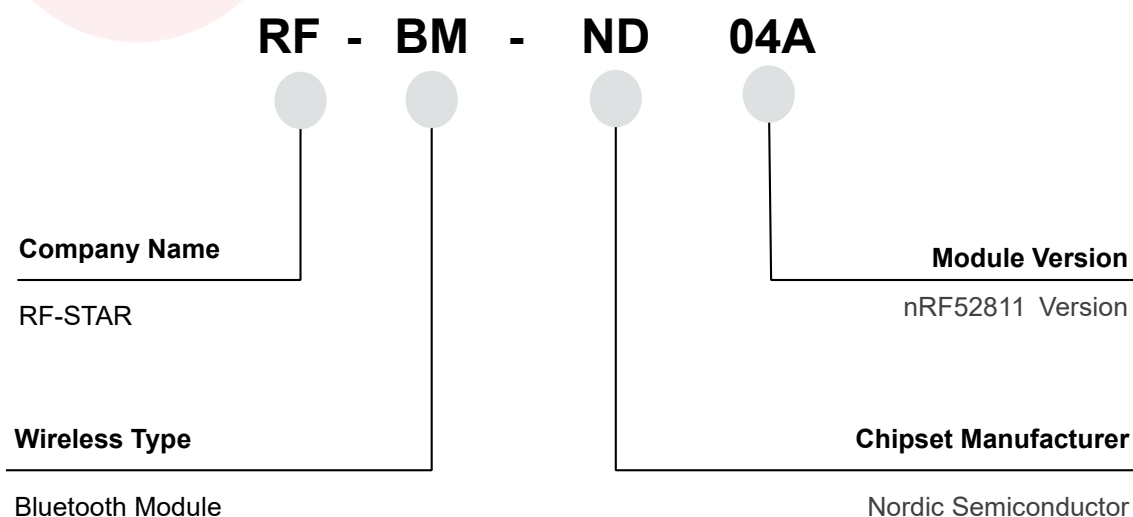 RF - BM - ND 04A
Company Name
RF-STAR
Module Version
nRF52811 Version
Wireless Type
Bluetooth Module
Chipset Manufacturer
Nordic Semiconductor